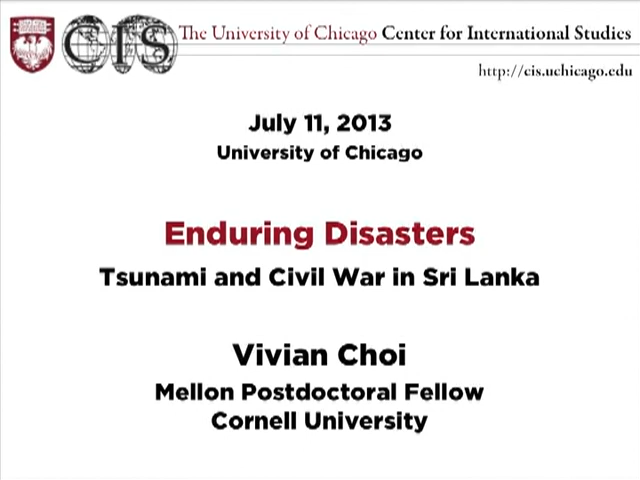 CIS The University of Chicago Center for International Studies
http://cis.uchicago.edu
July 11, 2013
University of Chicago
Enduring Disasters
Tsunami and Civil War in Sri Lanka
Vivian Choi
Mellon Postdoctoral Fellow
Cornell University